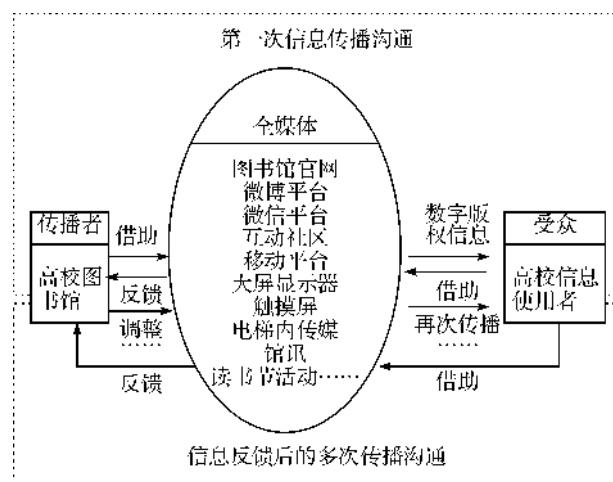 第一次信息传播沟通
全媒体
图书馆官网
微博平台
微信平台
互动社区
移动平台
大屏显示器
触摸屏
电梯内传媒
馆讯
读书节活动……
传播者
高校图
书馆
借助
反馈
调整
……
反馈
数字版
权信息
借助
再次传播
……
借助
受众
高校信息
使用者
信息反馈后的多次传播沟通